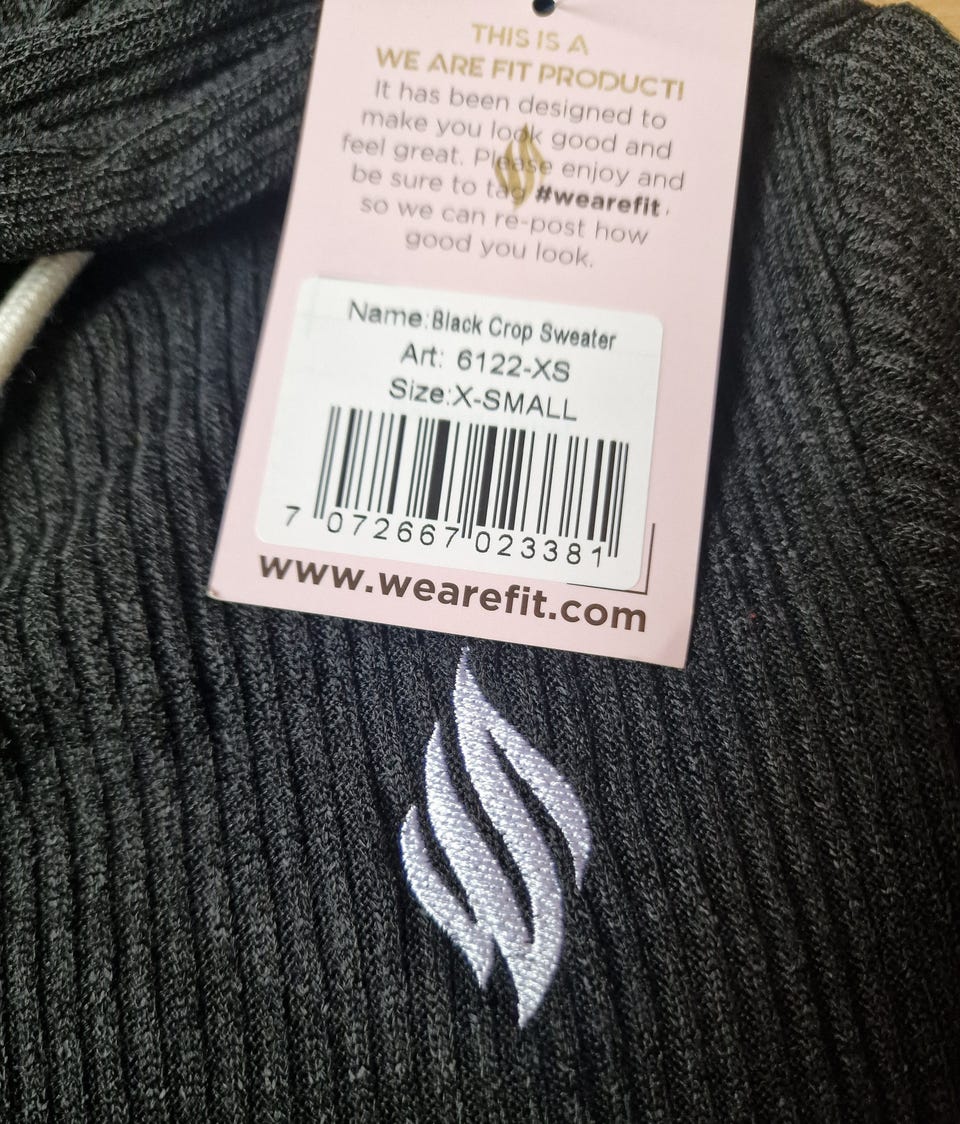 THIS IS A
WE ARE FIT PRODUCT!
It has been designed to
make you look good and
feel great. Please enjoy and
be sure to tag #wearefit,
so we can re-post how
good you look.
Name:Black Crop Sweater
Art: 6122-XS
Size:X-SMALL
7 072667 023381
www.wearefit.com